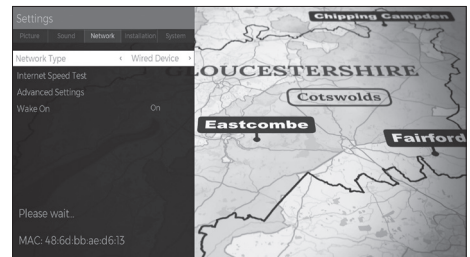 Settings
Picture Sound Network Installation System
Network Type Wired Device
Internet Speed Test
Advanced Settings
Wake On On
Please wait...
MAC: 48:6d:bb:ae:d6:13
Chipping Campden
GLOUCESTERSHIRE
Cotswolds
Eastcombe
Fairford